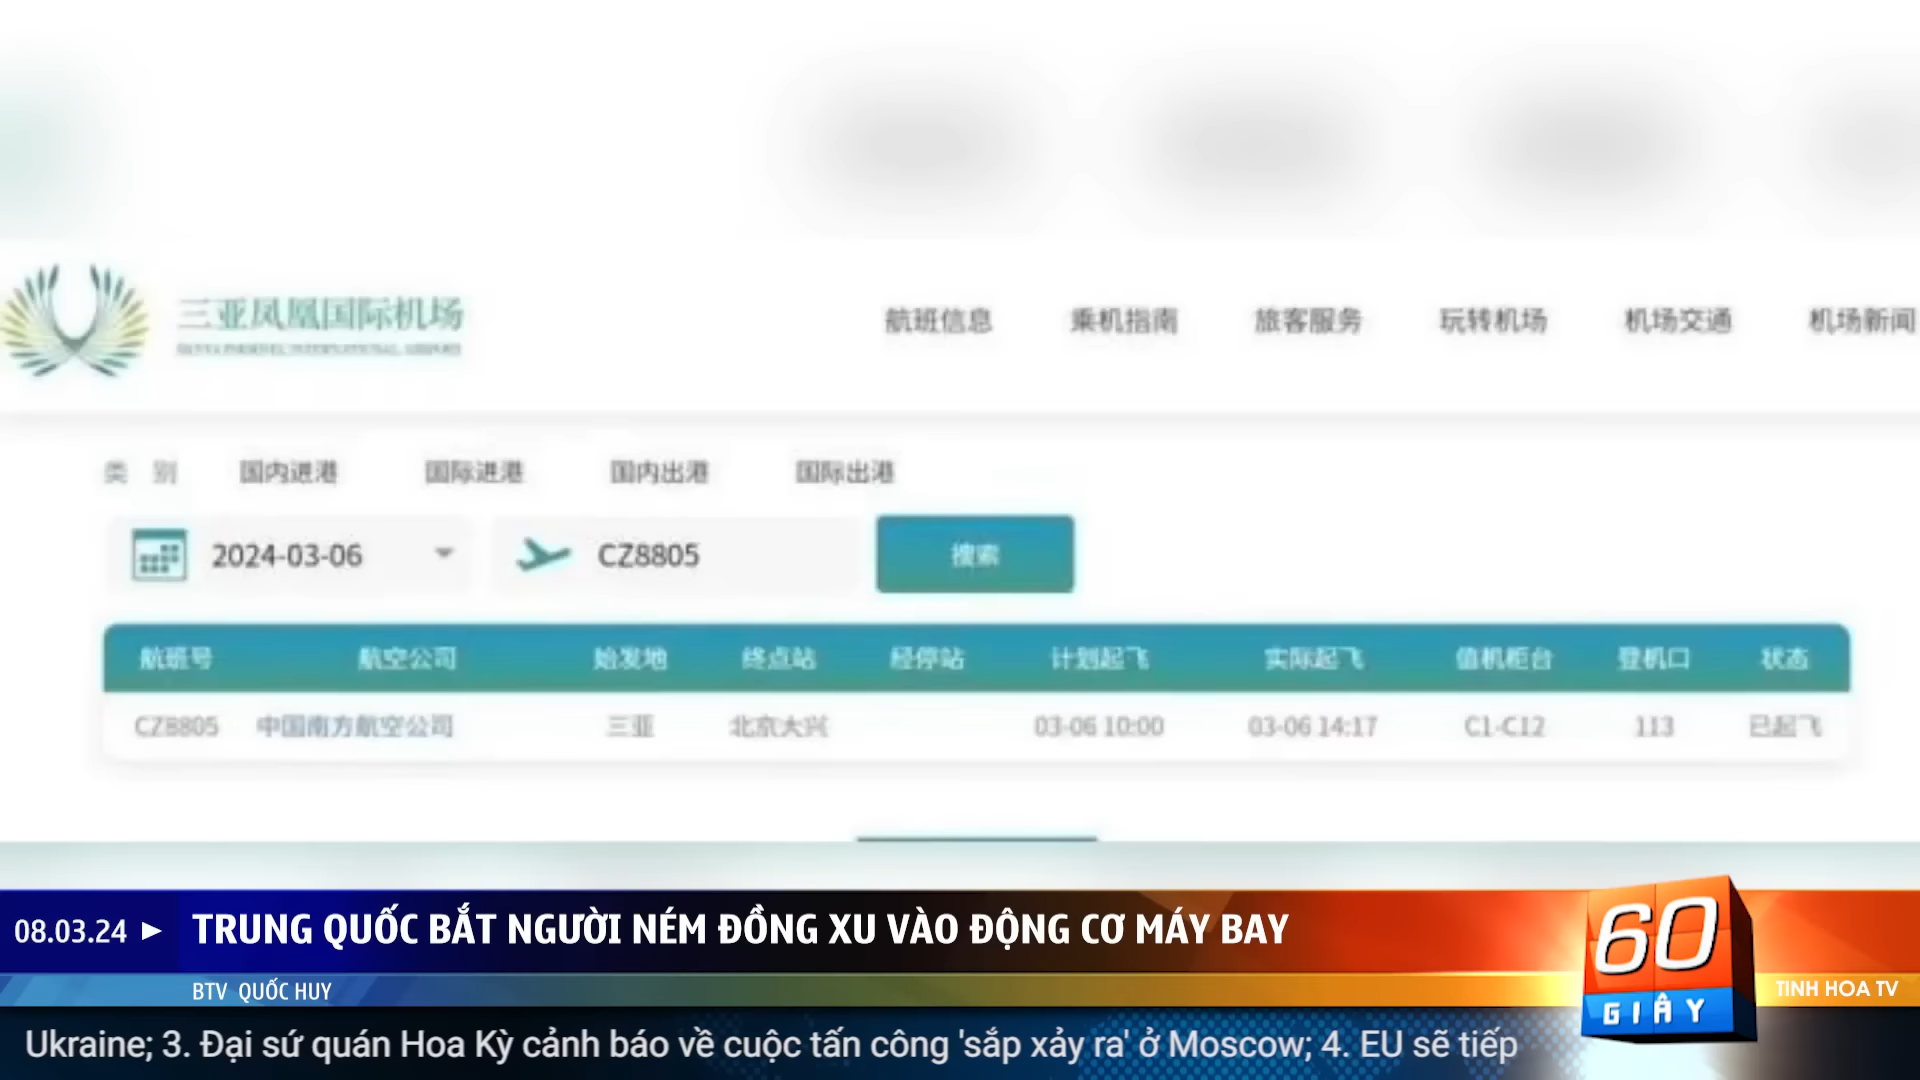 三亚凤凰国际机场
航班信息 乘机指南 旅客服务 玩转机场 机场交通 机场新闻
类 别 国内进港 国际进港 国内出港 国际出港
2024-03-06 CZ8805 搜索
航班号 航空公司 始发地 终点站 经停站 计划起飞 实际起飞 值机柜台 登机口 状态
CZ8805 中国南方航空公司 三亚 北京大兴 03-06 10:00 03-06 14:17 C1-C12 113 已起飞
08.03.24 TRUNG QUỐC BẮT NGƯỜI NÉM ĐỒNG XU VÀO ĐỘNG CƠ MÁY BAY
60
GIÂY
BTV QUỐC HUY
TINH HOA TV
Ukraine; 3. Đại sứ quán Hoa Kỳ cảnh báo về cuộc tấn công 'sắp xảy ra' ở Moscow; 4. EU sẽ tiếp